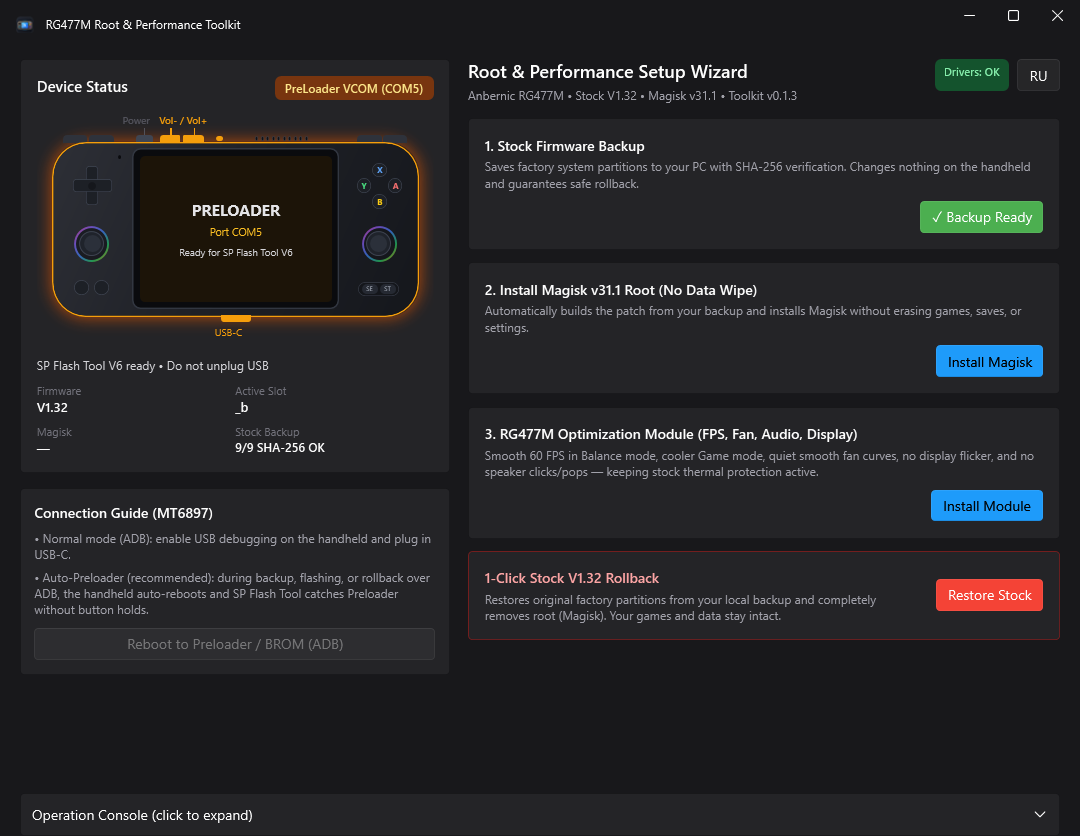 RG477M Root & Performance Toolkit
Device Status
PreLoader VCOM (COM5)
Power Vol- / Vol+
X
Y A
B
PRELOADER
Port COM5
Ready for SP Flash Tool V6
SE ST
USB-C
SP Flash Tool V6 ready • Do not unplug USB
Firmware Active Slot
V1.32 _b
Magisk Stock Backup
— 9/9 SHA-256 OK
Connection Guide (MT6897)
• Normal mode (ADB): enable USB debugging on the handheld and plug in
USB-C.
• Auto-Preloader (recommended): during backup, flashing, or rollback over
ADB, the handheld auto-reboots and SP Flash Tool catches Preloader
without button holds.
Reboot to Preloader / BROM (ADB)
Root & Performance Setup Wizard
Anbernic RG477M • Stock V1.32 • Magisk v31.1 • Toolkit v0.1.3
Drivers: OK
RU
1. Stock Firmware Backup
Saves factory system partitions to your PC with SHA-256 verification. Changes nothing on the handheld
and guarantees safe rollback.
✓ Backup Ready
2. Install Magisk v31.1 Root (No Data Wipe)
Automatically builds the patch from your backup and installs Magisk without erasing games, saves, or
settings.
Install Magisk
3. RG477M Optimization Module (FPS, Fan, Audio, Display)
Smooth 60 FPS in Balance mode, cooler Game mode, quiet smooth fan curves, no display flicker, and no
speaker clicks/pops — keeping stock thermal protection active.
Install Module
1-Click Stock V1.32 Rollback
Restores original factory partitions from your local backup and completely
removes root (Magisk). Your games and data stay intact.
Restore Stock
Operation Console (click to expand)